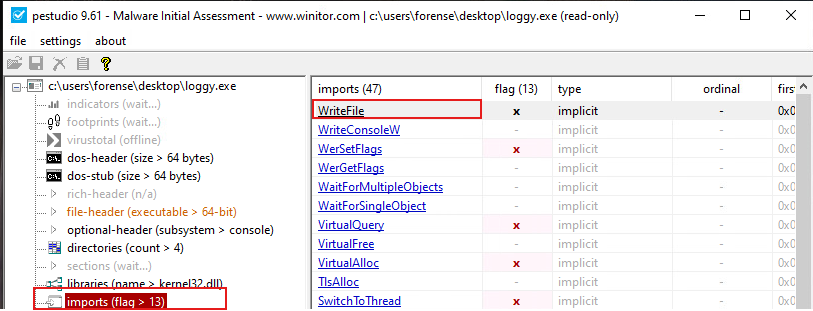 pestudio 9.61 - Malware Initial Assessment - www.winitor.com | c:\users\forense\desktop\loggy.exe (read-only)
file settings about
c:\users\forense\desktop\loggy.exe
indicators (wait...)
footprints (wait...)
virustotal (offline)
dos-header (size > 64 bytes)
dos-stub (size > 64 bytes)
rich-header (n/a)
file-header (executable > 64-bit)
optional-header (subsystem > console)
directories (count > 4)
sections (wait...)
libraries (name > kernel32.dll)
imports (flag > 13)
imports (47) flag (13) type ordinal first
WriteFile x implicit - 0x0
WriteConsoleW - implicit - 0x0
WerSetFlags x implicit - 0x0
WerGetFlags - implicit - 0x0
WaitForMultipleObjects - implicit - 0x0
WaitForSingleObject - implicit - 0x0
VirtualQuery x implicit - 0x0
VirtualFree - implicit - 0x0
VirtualAlloc x implicit - 0x0
TlsAlloc - implicit - 0x0
SwitchToThread x implicit - 0x0